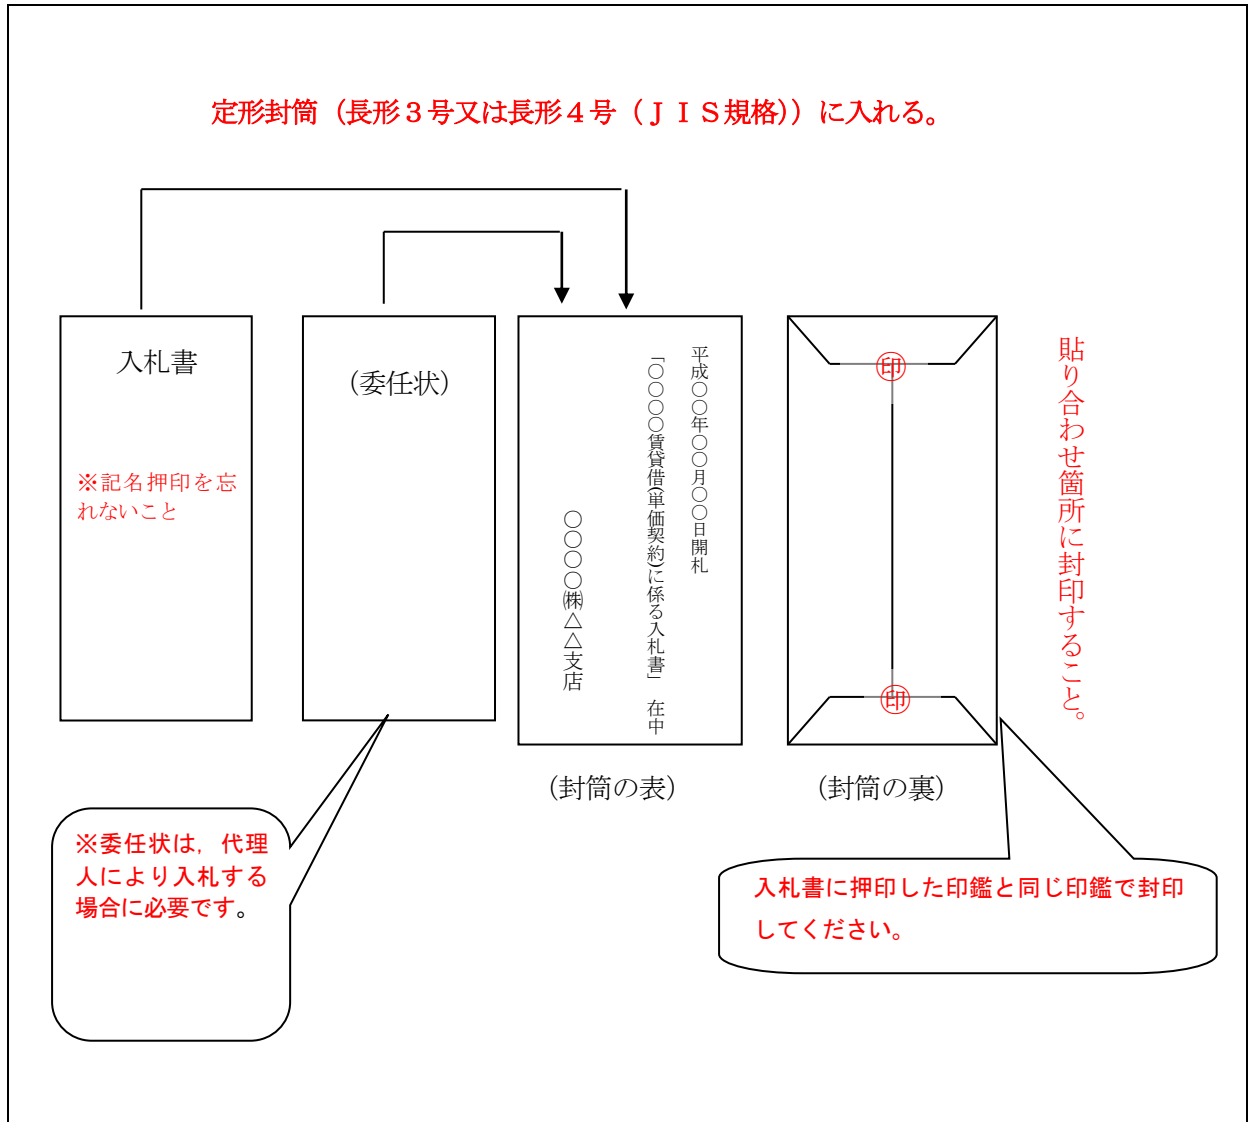 定形封筒（長形３号又は長形４号（ＪＩＳ規格））に入れる。
入札書
※記名押印を忘
れないこと
（委任状）
平成〇〇年〇〇月〇〇日開札
「〇〇〇〇賃貸借(単価契約)に係る入札書」　在中
〇〇〇〇㈱△△支店
（封筒の表）
印
印
（封筒の裏）
貼り合わせ箇所に封印すること。
※委任状は，代理
人により入札する
場合に必要です。
入札書に押印した印鑑と同じ印鑑で封印
してください。